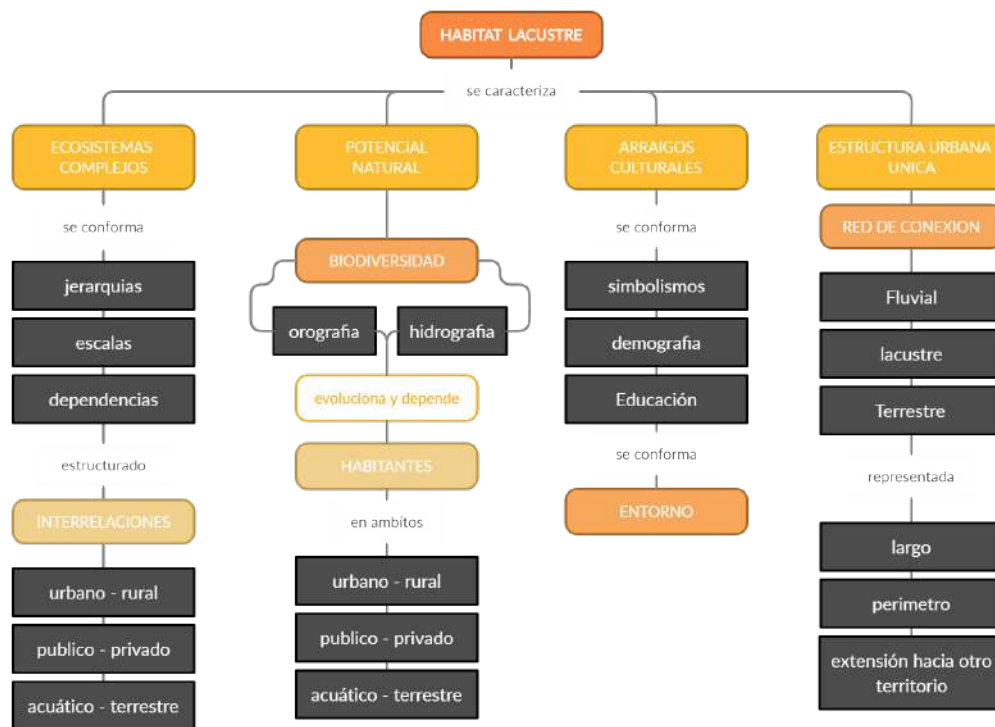 HABITAT LACUSTRE
se caracteriza
ECOSISTEMAS
COMPLEJOS
se conforma
jerarquias
escalas
dependencias
estructurado
INTERRELACIONES
urbano - rural
publico - privado
acuático - terrestre
POTENCIAL
NATURAL
BIODIVERSIDAD
orografia
hidrografia
evoluciona y depende
HABITANTES
en ambítos
urbano - rural
publico - privado
acuático - terrestre
ARRAIGOS
CULTURALES
se conforma
simbolismos
demografia
Educación
se conforma
ENTORNO
ESTRUCTURA URBANA
UNICA
RED DE CONEXION
Fluvial
lacustre
Terrestre
representada
largo
perimetro
extensión hacia otro
territorio